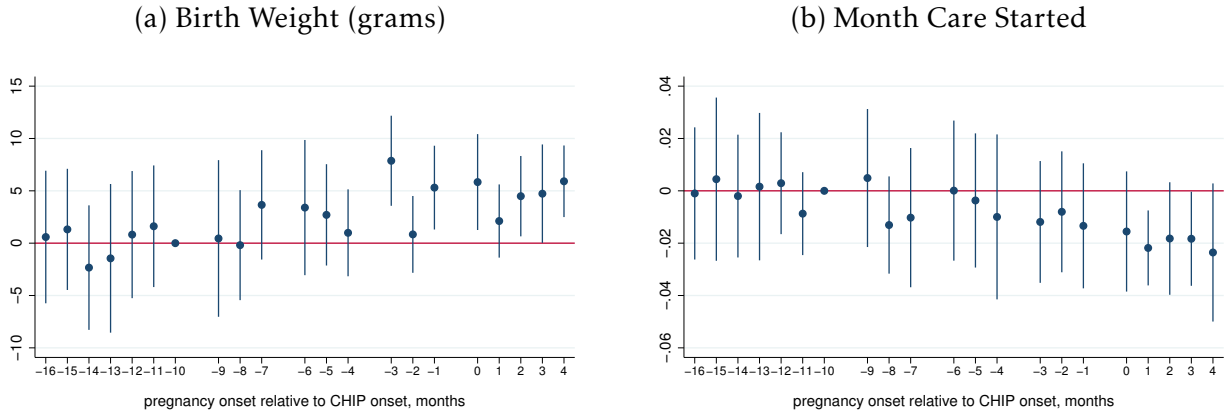 (a) Birth Weight (grams)
15
10
5
0
−5
−10
−16 −15 −14 −13 −12 −11 −10 −9 −8 −7 −6 −5 −4 −3 −2 −1 0 1 2 3 4
pregnancy onset relative to CHIP onset, months
(b) Month Care Started
.04
.02
0
−.02
−.04
−.06
−16 −15 −14 −13 −12 −11 −10 −9 −8 −7 −6 −5 −4 −3 −2 −1 0 1 2 3 4
pregnancy onset relative to CHIP onset, months